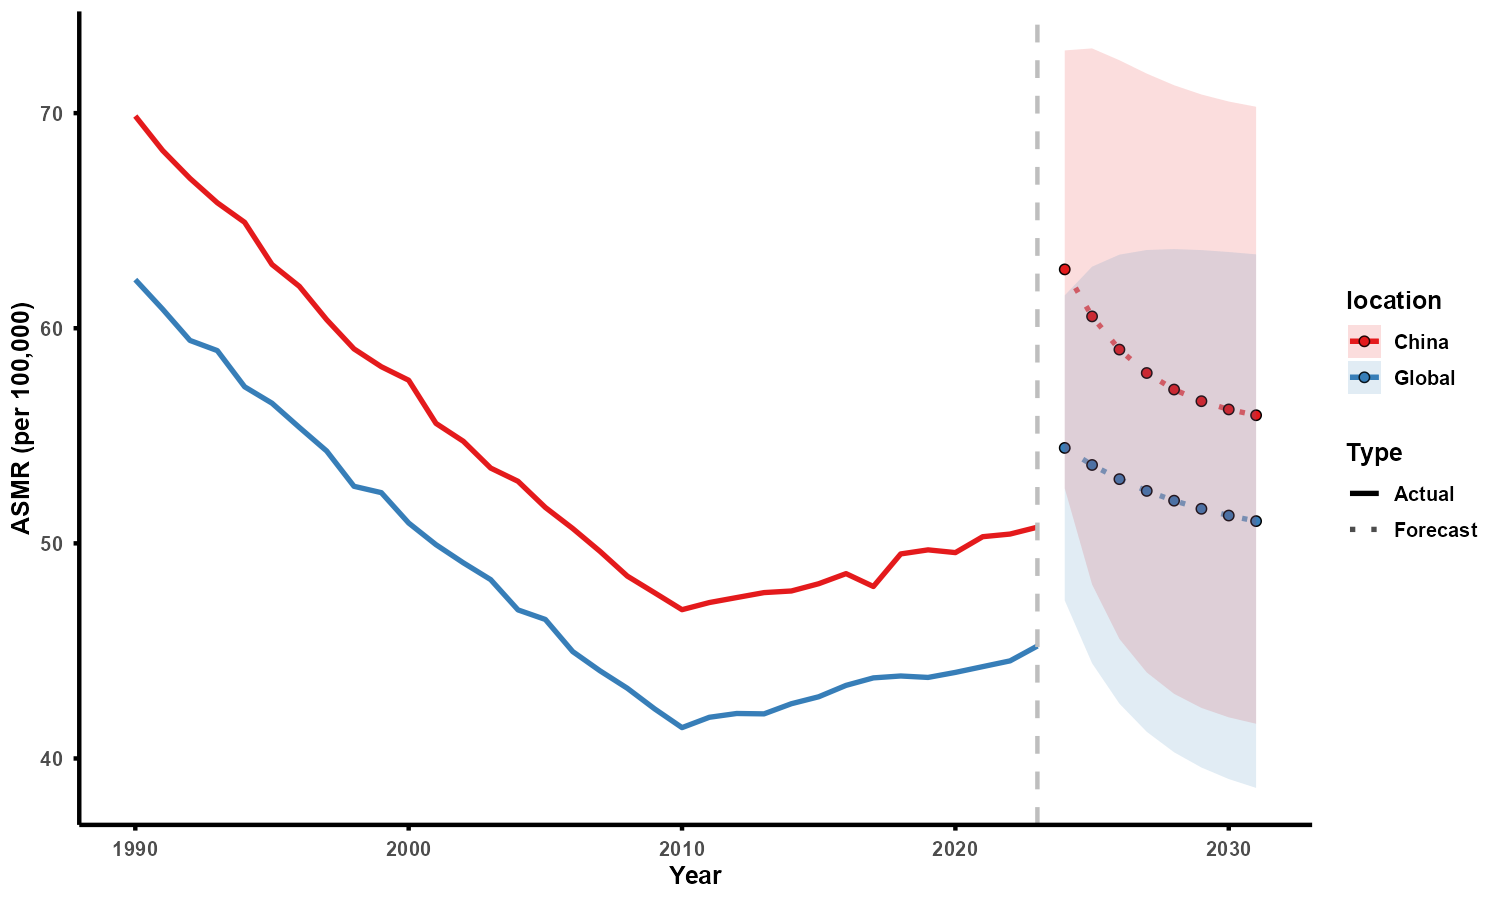 ASMR (per 100,000)
70
60
50
40
1990
2000
2010
2020
2030
Year
location
China
Global
Type
Actual
Forecast